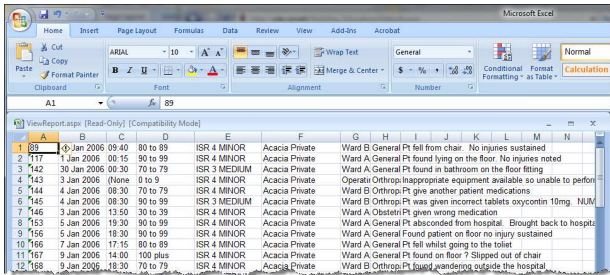 Microsoft Excel
Home Insert Page Layout Formulas Data Review View Add-Ins Acrobat
Cut
Copy
Format Painter
Paste
ARIAL 10 A A
B I U A
Wrap Text
Merge & Center
General
$ % ,
Conditional Formatting
Format as Table
Normal
Calculation
Clipboard Font Alignment Number
A1 fx 89
ViewReport.aspx [Read-Only] [Compatibility Mode]
A B C D E F G H I J K L M N
1 89 Jan 2006 09:40 80 to 89 ISR 4 MINOR Acacia Private Ward B General Pt fell from chair. No injuries sustained
2 117 1 Jan 2006 00:15 90 to 99 ISR 4 MINOR Acacia Private Ward A General Pt found lying on the floor. No injuries noted
3 142 30 Jan 2006 00:30 70 to 79 ISR 3 MEDIUM Acacia Private Ward A General Pt found in bathroom on the floor fitting
4 143 3 Jan 2006 (None 0 to 9 ISR 4 MINOR Acacia Private Operatin Orthopa Inappropriate equipment available so unable to perfor
5 144 4 Jan 2006 08:30 70 to 79 ISR 4 MINOR Acacia Private Ward B Orthopa Pt give another patient medications
6 145 4 Jan 2006 08:30 90 to 99 ISR 3 MEDIUM Acacia Private Ward B Orthopa Pt was given incorrect tablets oxycontin 10mg. NUM
7 146 3 Jan 2006 13:50 30 to 39 ISR 4 MINOR Acacia Private Ward A Obstetri Pt given wrong medication
8 153 5 Jan 2006 19:30 90 to 99 ISR 4 MINOR Acacia Private Ward A General Pt absconded from hospital. Brought back to hospita
9 156 5 Jan 2006 18:30 90 to 99 ISR 4 MINOR Acacia Private Ward A General Found patient on floor no injury sustained
10 157 7 Jan 2006 17:15 80 to 89 ISR 4 MINOR Acacia Private Ward A General Pt fell whilst going to the toliet
11 167 9 Jan 2006 14:00 100 plus ISR 4 MINOR Acacia Private Ward A General Pt found on floor ? Slipped out of chair
12 168 9 Jan 2006 18:30 70 to 79 ISR 4 MINOR Acacia Private Ward B Orthopa Pt found wandering outside the hospital